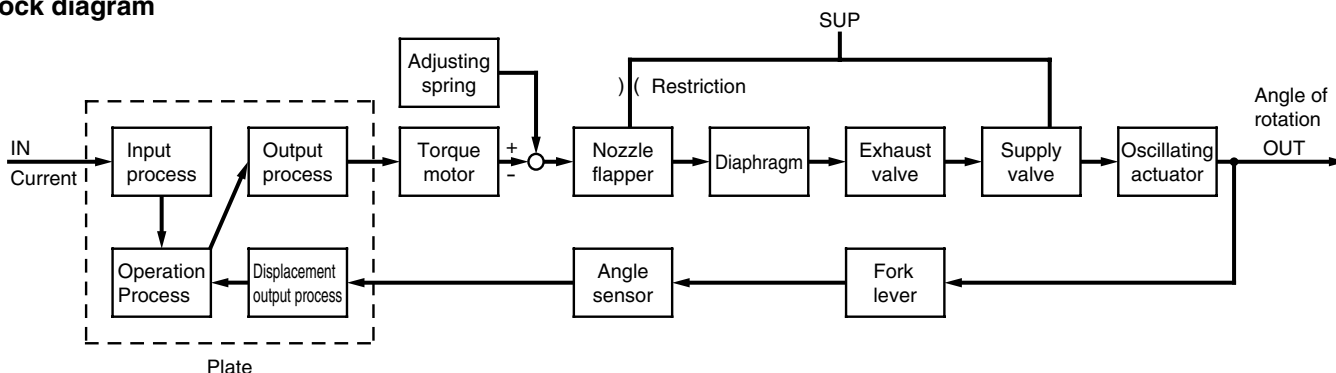 ock diagram
SUP
Adjusting
spring
) ( Restriction
Angle of
rotation
OUT
IN
Current
Input
process
Output
process
Torque
motor
+
-
Nozzle
flapper
Diaphragm
Exhaust
valve
Supply
valve
Oscillating
actuator
Operation
Process
Displacement
output process
Angle
sensor
Fork
lever
Plate